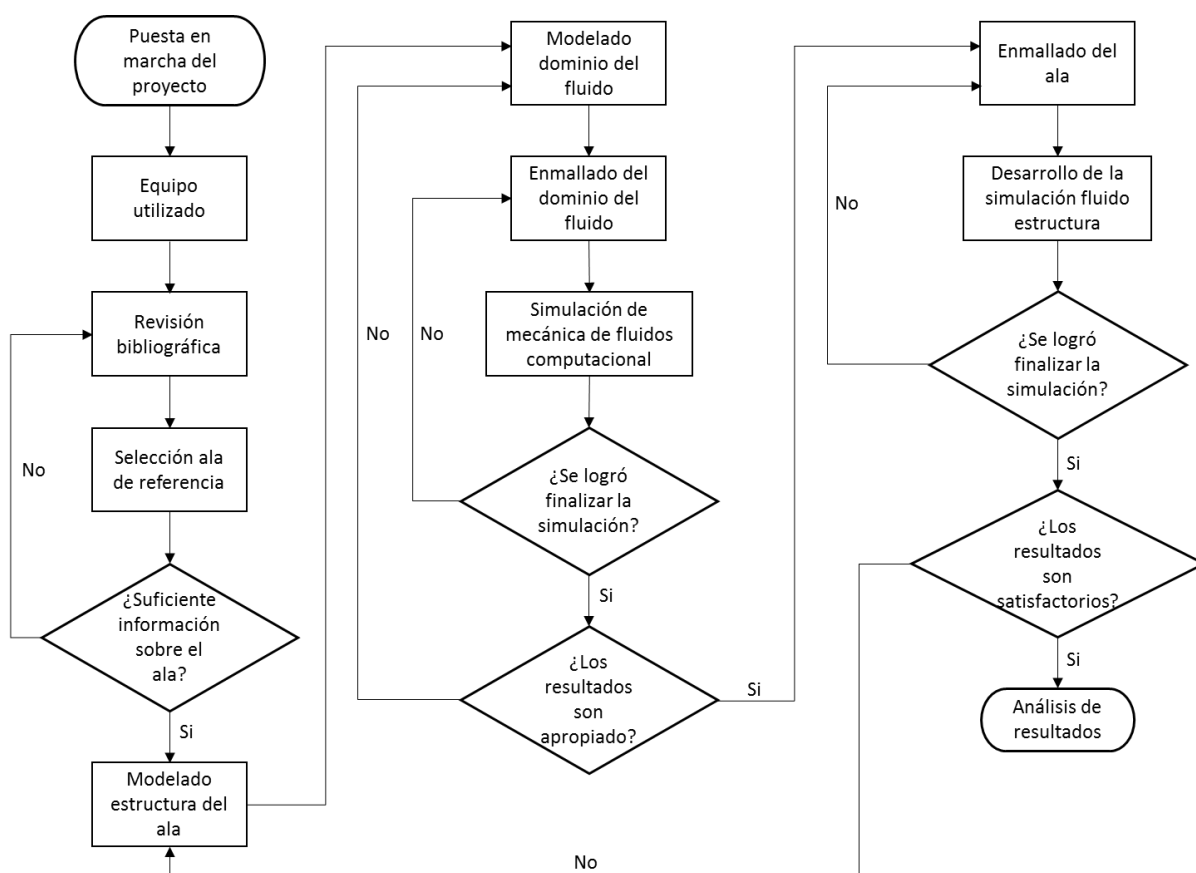 Puesta en
marcha del
proyecto
Equipo
utilizado
Revisión
bibliográfica
Selección ala
de referencia
No
¿Suficiente
información
sobre el
ala?
Si
Modelado
estructura del
ala
Modelado
dominio del
fluido
Enmallado del
dominio del
fluido
Simulación de
mecánica de fluidos
computacional
No
No
¿Se logró
finalizar la
simulación?
Si
¿Los
resultados
son
apropiado?
Si
No
Enmallado del
ala
Desarrollo de la
simulación fluido
estructura
No
¿Se logró
finalizar la
simulación?
Si
¿Los
resultados
son
satisfactorios?
Si
Análisis de
resultados